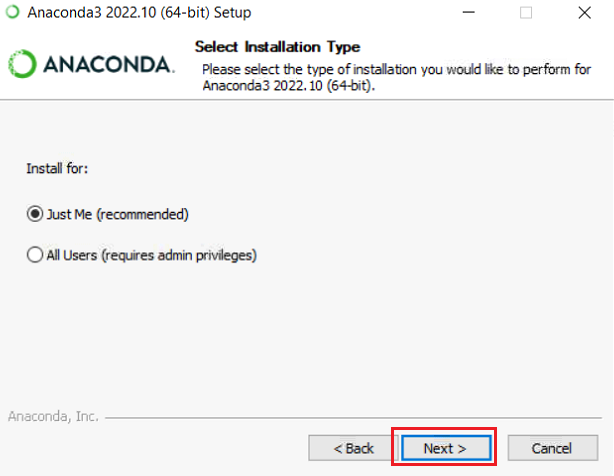 Anaconda3 2022.10 (64-bit) Setup
ANACONDA.
Select Installation Type
Please select the type of installation you would like to perform for
Anaconda3 2022.10 (64-bit).
Install for:
Just Me (recommended)
All Users (requires admin privileges)
Anaconda, Inc.
< Back
Next >
Cancel